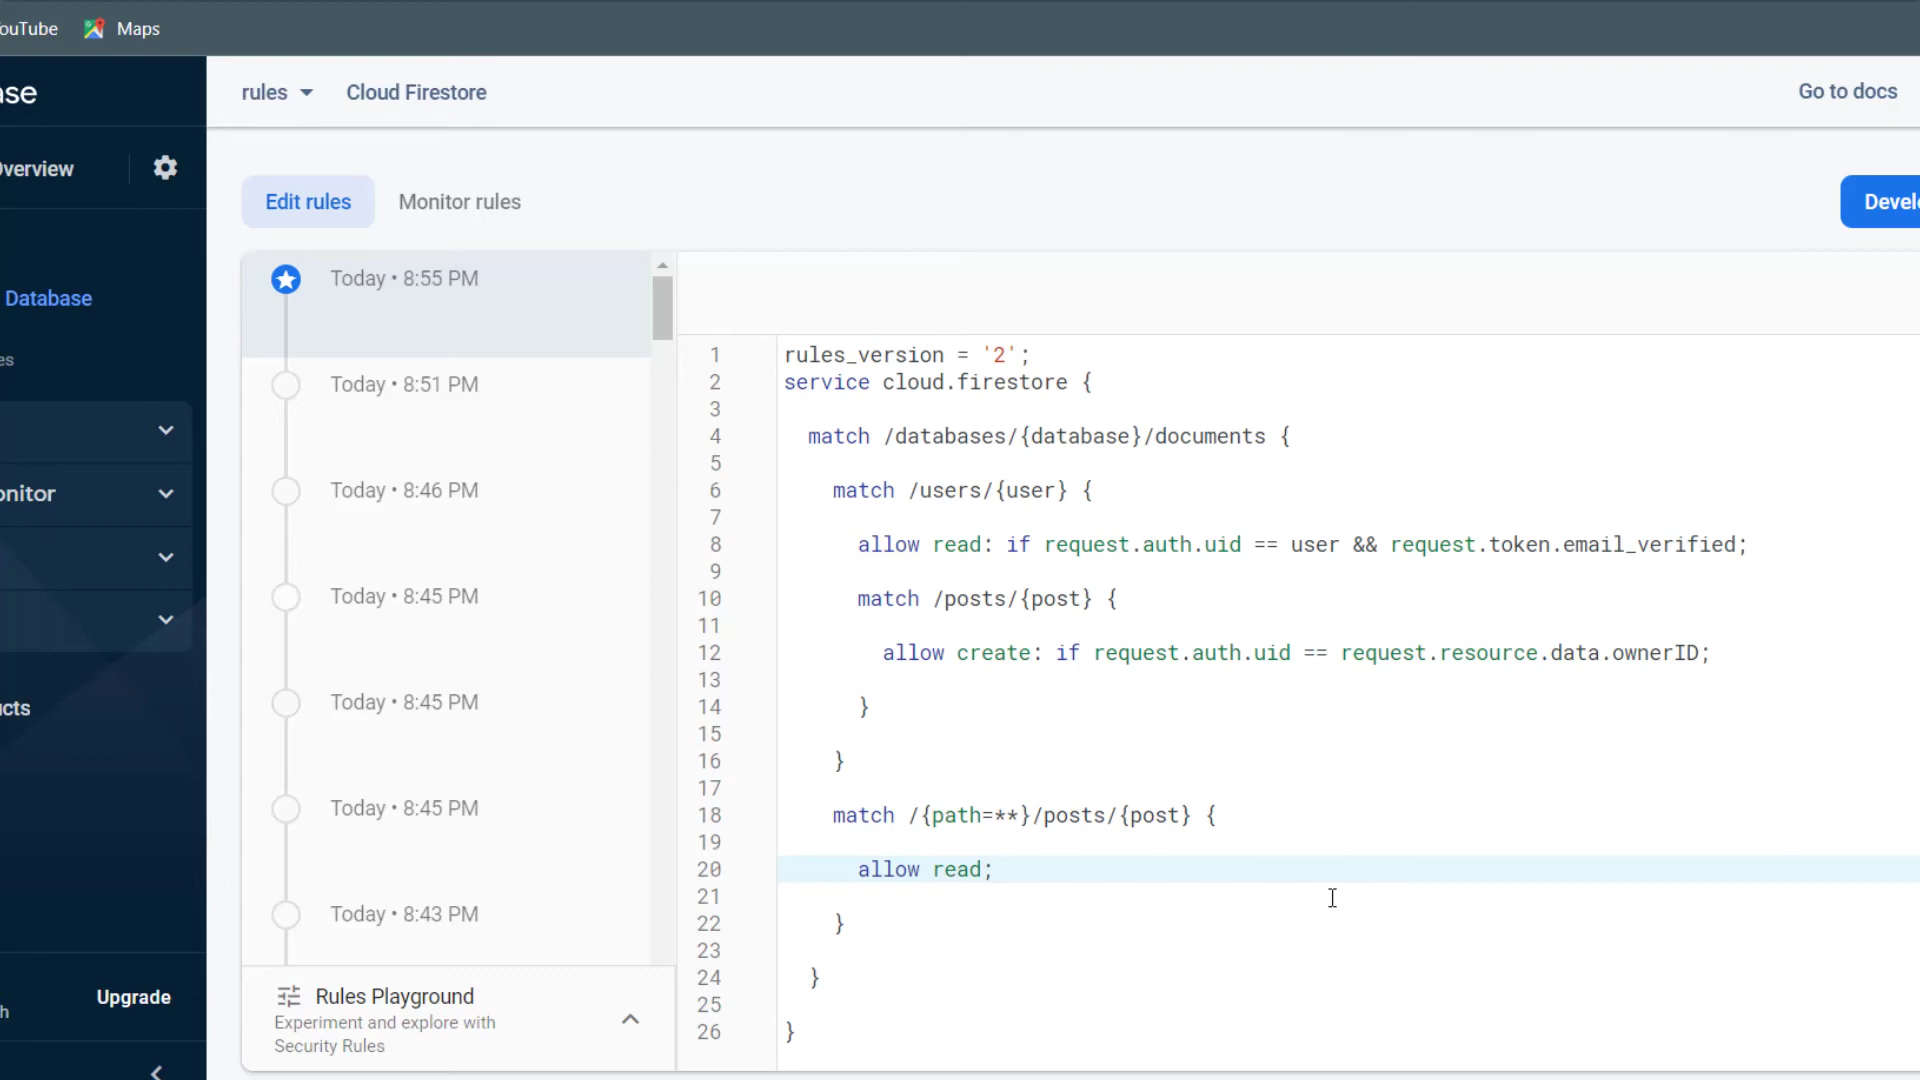 ouTube Maps
ase
rules Cloud Firestore Go to docs
Overview
Edit rules Monitor rules Devel
Database
es
onitor
ucts
Upgrade
h
Today • 8:55 PM
Today • 8:51 PM
Today • 8:46 PM
Today • 8:45 PM
Today • 8:45 PM
Today • 8:45 PM
Today • 8:43 PM
Rules Playground
Experiment and explore with
Security Rules
1 rules_version = '2';
2 service cloud.firestore {
3
4 match /databases/{database}/documents {
5
6 match /users/{user} {
7
8 allow read: if request.auth.uid == user && request.token.email_verified;
9
10 match /posts/{post} {
11
12 allow create: if request.auth.uid == request.resource.data.ownerID;
13
14 }
15
16 }
17
18 match /{path=**}/posts/{post} {
19
20 allow read;
21
22 }
23
24 }
25
26 }